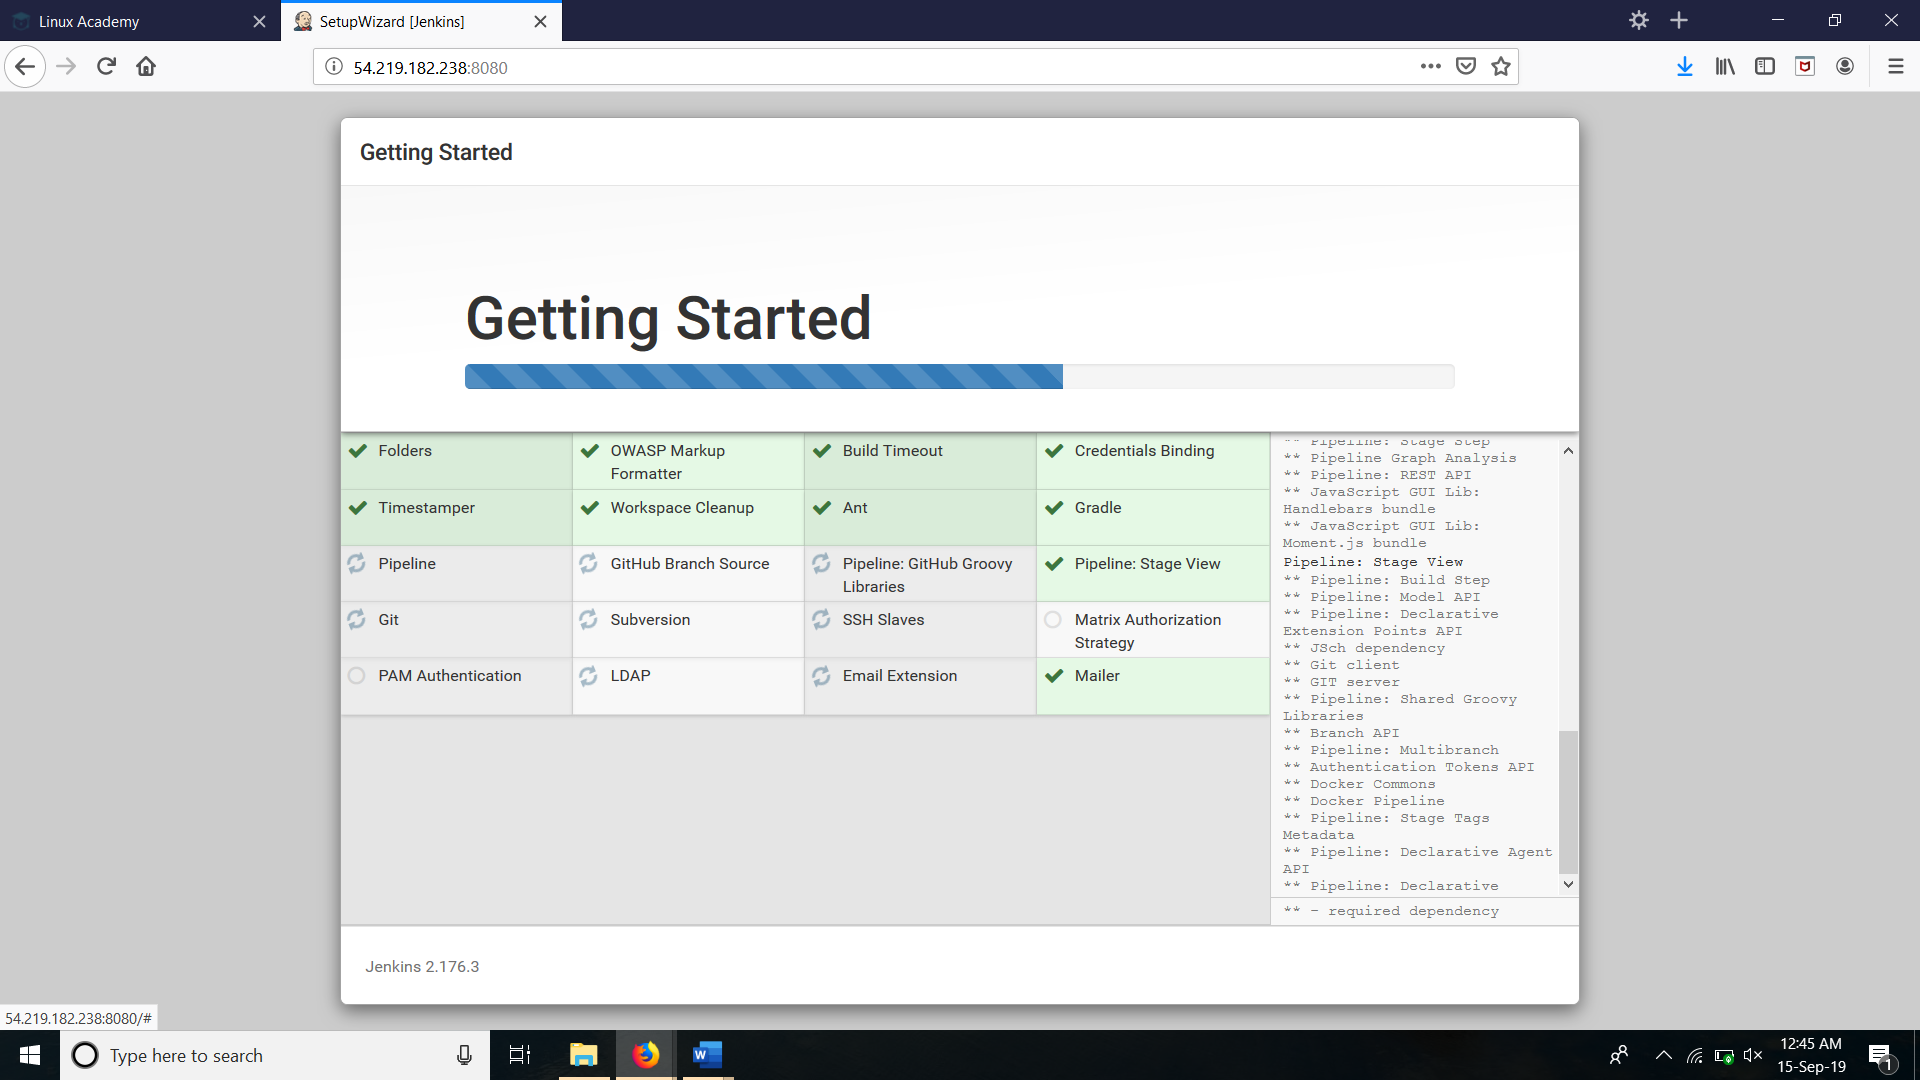 Linux Academy
SetupWizard [Jenkins]
54.219.182.238:8080
Getting Started
Getting Started
Folders
OWASP Markup
Formatter
Build Timeout
Credentials Binding
Timestamper
Workspace Cleanup
Ant
Gradle
Pipeline
GitHub Branch Source
Pipeline: GitHub Groovy
Libraries
Pipeline: Stage View
Git
Subversion
SSH Slaves
Matrix Authorization
Strategy
PAM Authentication
LDAP
Email Extension
Mailer
** Pipeline: Stage Step
** Pipeline Graph Analysis
** Pipeline: REST API
** JavaScript GUI Lib:
Handlebars bundle
** JavaScript GUI Lib:
Moment.js bundle
Pipeline: Stage View
** Pipeline: Build Step
** Pipeline: Model API
** Pipeline: Declarative
Extension Points API
** JSch dependency
** Git client
** GIT server
** Pipeline: Shared Groovy
Libraries
** Branch API
** Pipeline: Multibranch
** Authentication Tokens API
** Docker Commons
** Docker Pipeline
** Pipeline: Stage Tags
Metadata
** Pipeline: Declarative Agent
API
** Pipeline: Declarative
** - required dependency
Jenkins 2.176.3
54.219.182.238:8080/#
Type here to search
W
12:45 AM
15-Sep-19
1